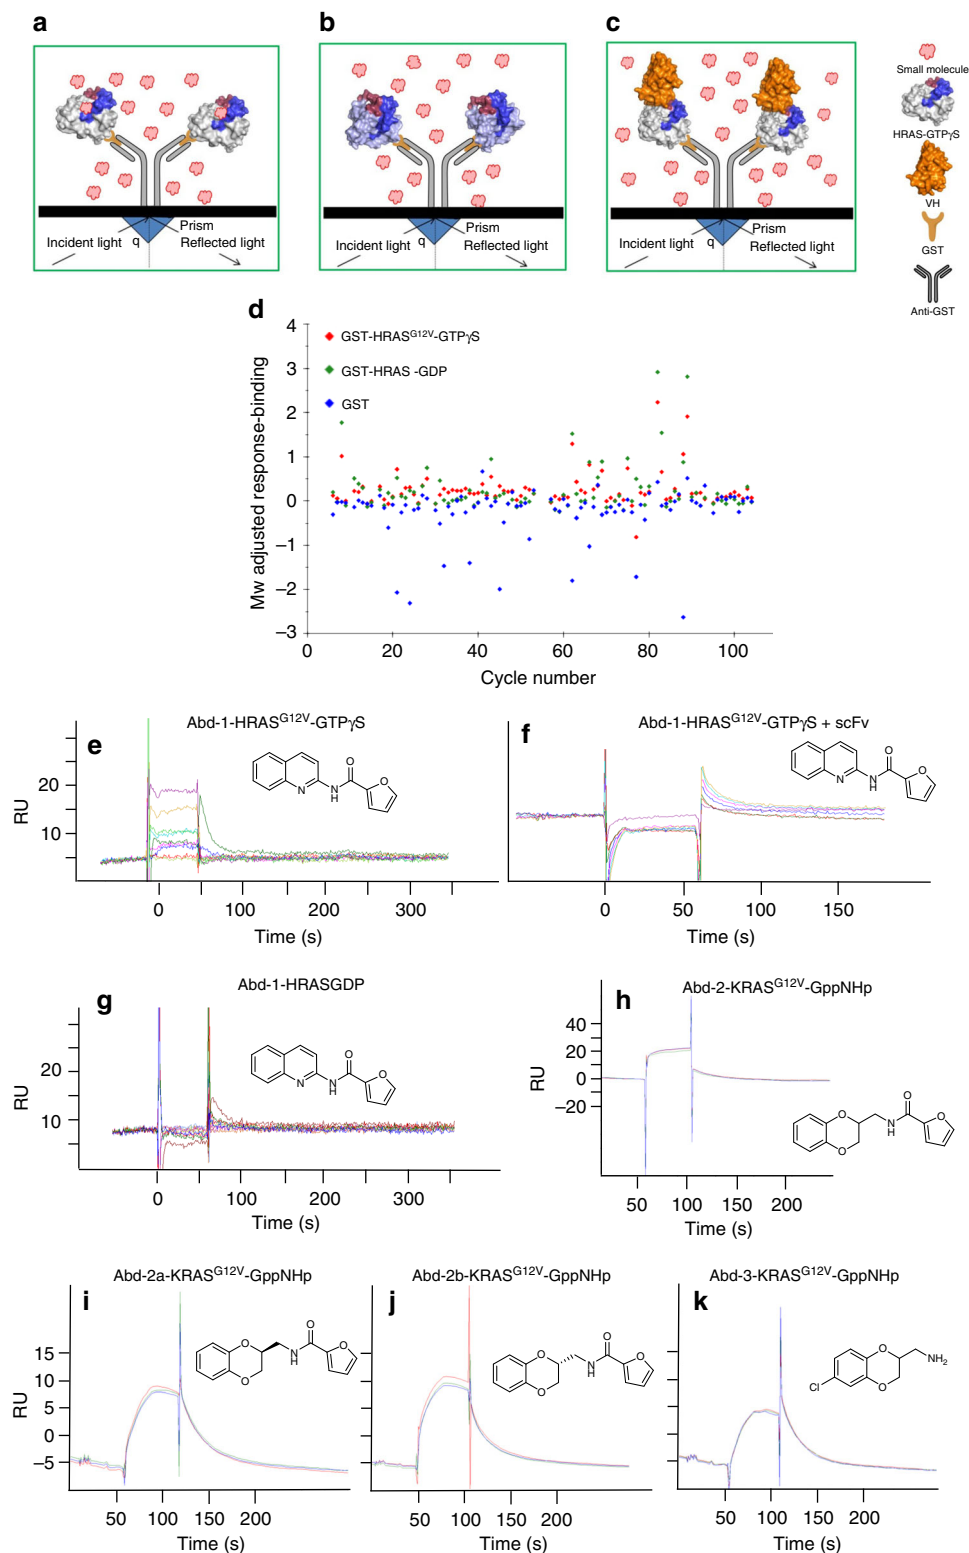 a
b
c
Incident light
q
Prism
Reflected light
Incident light
q
Prism
Reflected light
Incident light
q
Prism
Reflected light
Small molecule
HRAS-GTPγS
VH
GST
Anti-GST
d
Mw adjusted response-binding
4
3
2
1
0
–1
–2
–3
GST-HRASG12V-GTPγS
GST-HRAS -GDP
GST
0
20
40
60
80
100
Cycle number
e
Abd-1-HRASG12V-GTPγS
RU
20
10
N
N
H
O
O
0
100
200
300
Time (s)
f
Abd-1-HRASG12V-GTPγS + scFv
N
N
H
O
O
0
50
100
150
Time (s)
g
Abd-1-HRASGDP
RU
20
10
N
N
H
O
O
0
100
200
300
Time (s)
h
Abd-2-KRASG12V-GppNHp
RU
40
20
0
–20
O
O
N
H
O
O
50
100
150
200
Time (s)
i
Abd-2a-KRASG12V-GppNHp
RU
15
10
5
0
–5
O
O
N
H
O
O
50
100
150
200
Time (s)
j
Abd-2b-KRASG12V-GppNHp
O
O
N
H
O
O
50
100
150
200
Time (s)
k
Abd-3-KRASG12V-GppNHp
O
O
NH2
Cl
50
100
150
200
Time (s)